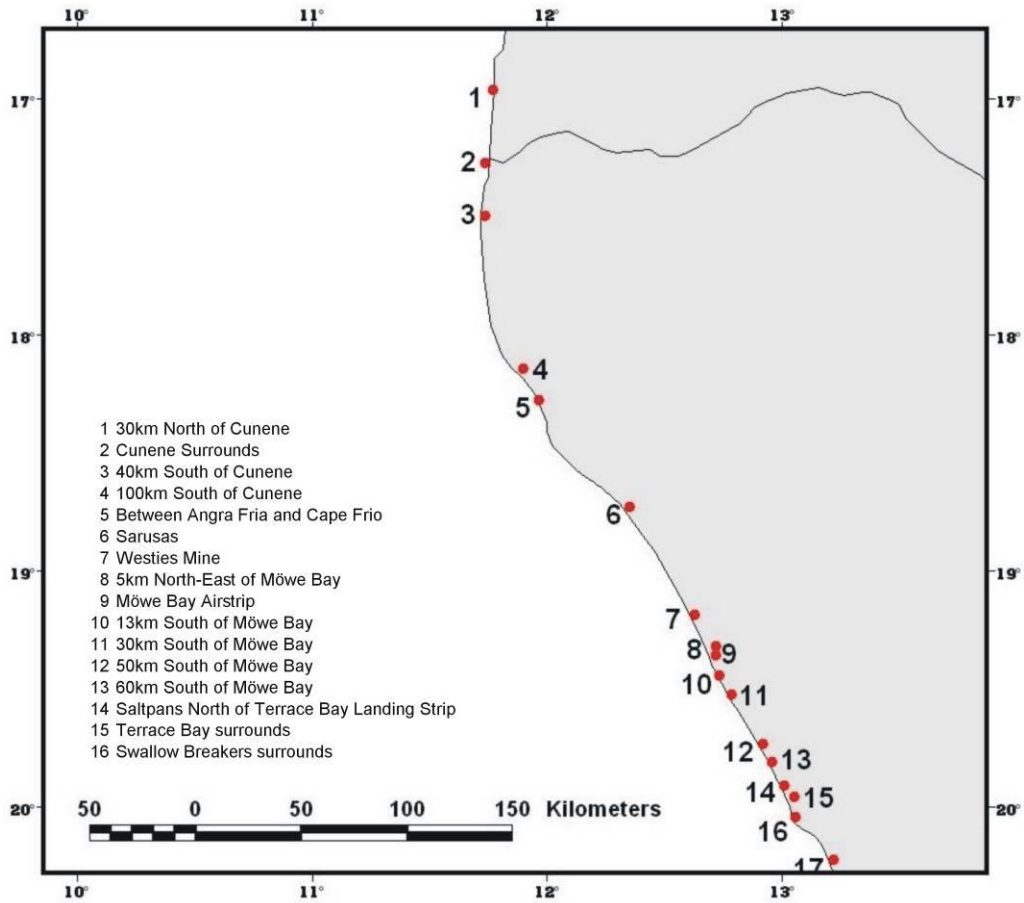 10° 11° 12° 13°
1
17° 17°
2
3
18° 18°
4
5
1 30km North of Cunene
2 Cunene Surrounds
3 40km South of Cunene
4 100km South of Cunene
5 Between Angra Fria and Cape Frio
6 Sarusas
7 Westies Mine
8 5km North-East of Möwe Bay
9 Möwe Bay Airstrip
10 13km South of Möwe Bay
11 30km South of Möwe Bay
12 50km South of Möwe Bay
13 60km South of Möwe Bay
14 Saltpans North of Terrace Bay Landing Strip
15 Terrace Bay surrounds
16 Swallow Breakers surrounds
6
19° 19°
7
8 9
10 11
12 13
14 15
20° 20°
50 0 50 100 150 Kilometers
16
17
10° 11° 12° 13°